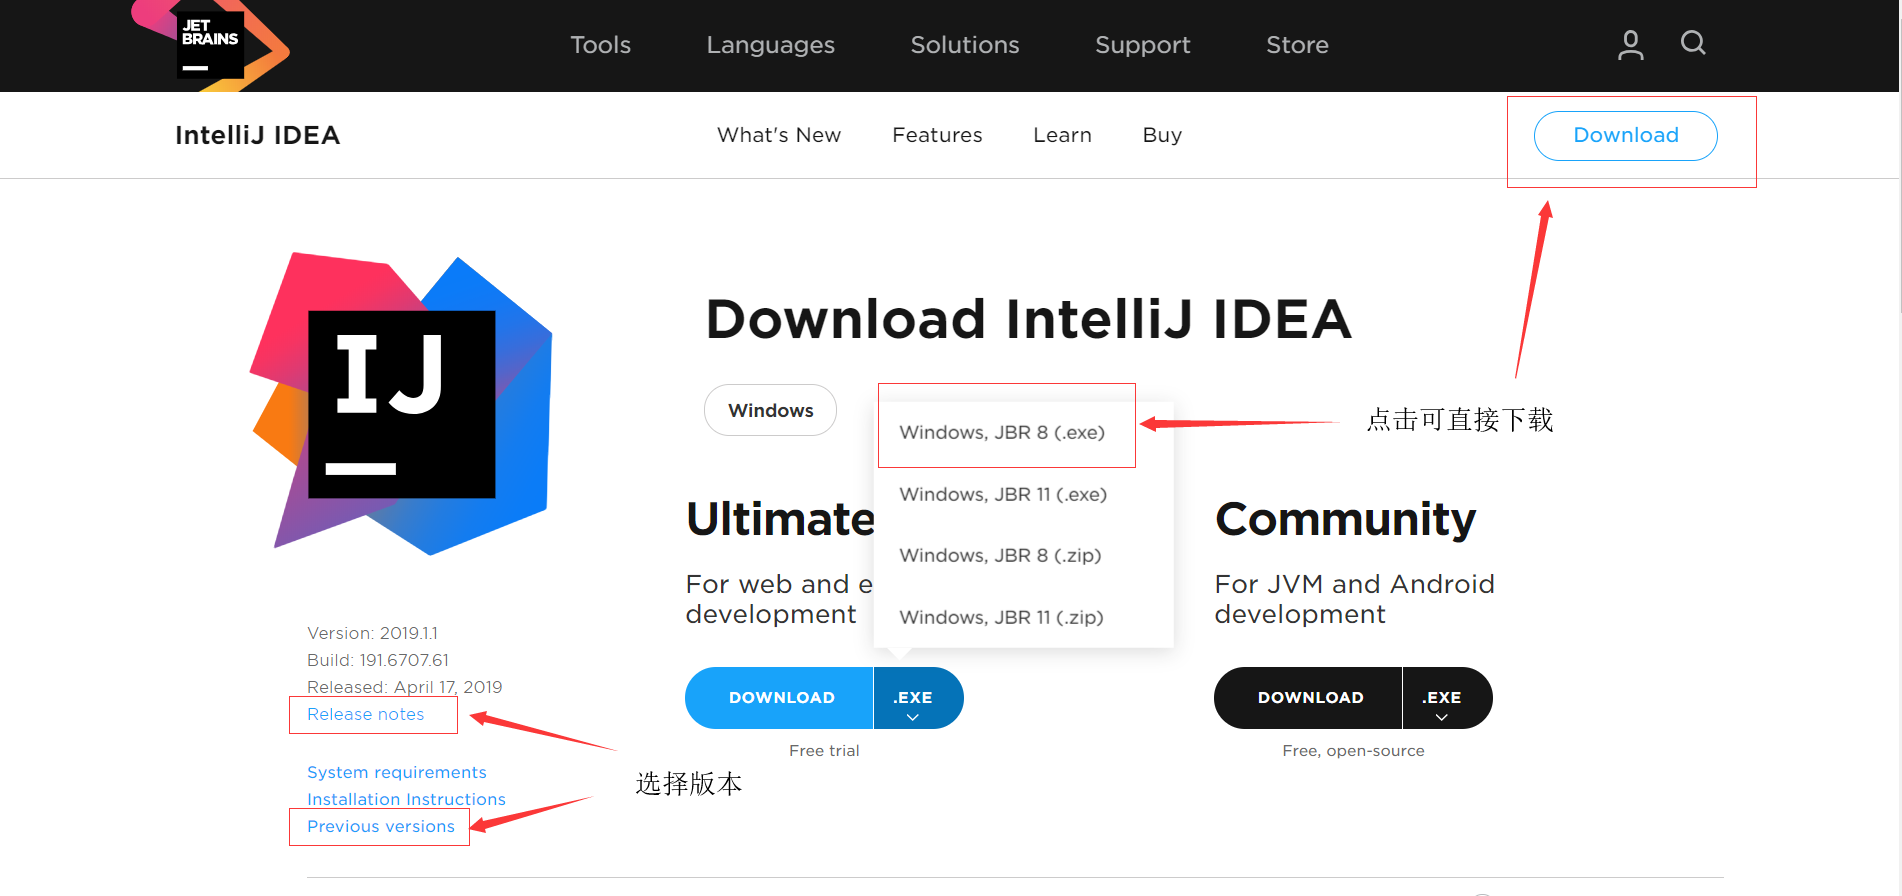 JET
BRAINS
Tools
Languages
Solutions
Support
Store
IntelliJ IDEA
What's New
Features
Learn
Buy
Download
IJ
Download IntelliJ IDEA
Windows
点击可直接下载
Windows, JBR 8 (.exe)
Windows, JBR 11 (.exe)
Windows, JBR 8 (.zip)
Windows, JBR 11 (.zip)
Ultimate
For web and e
development
DOWNLOAD
.EXE
Free trial
Community
For JVM and Android
development
DOWNLOAD
.EXE
Free, open-source
Version: 2019.1.1
Build: 191.6707.61
Released: April 17, 2019
Release notes
选择版本
System requirements
Installation Instructions
Previous versions